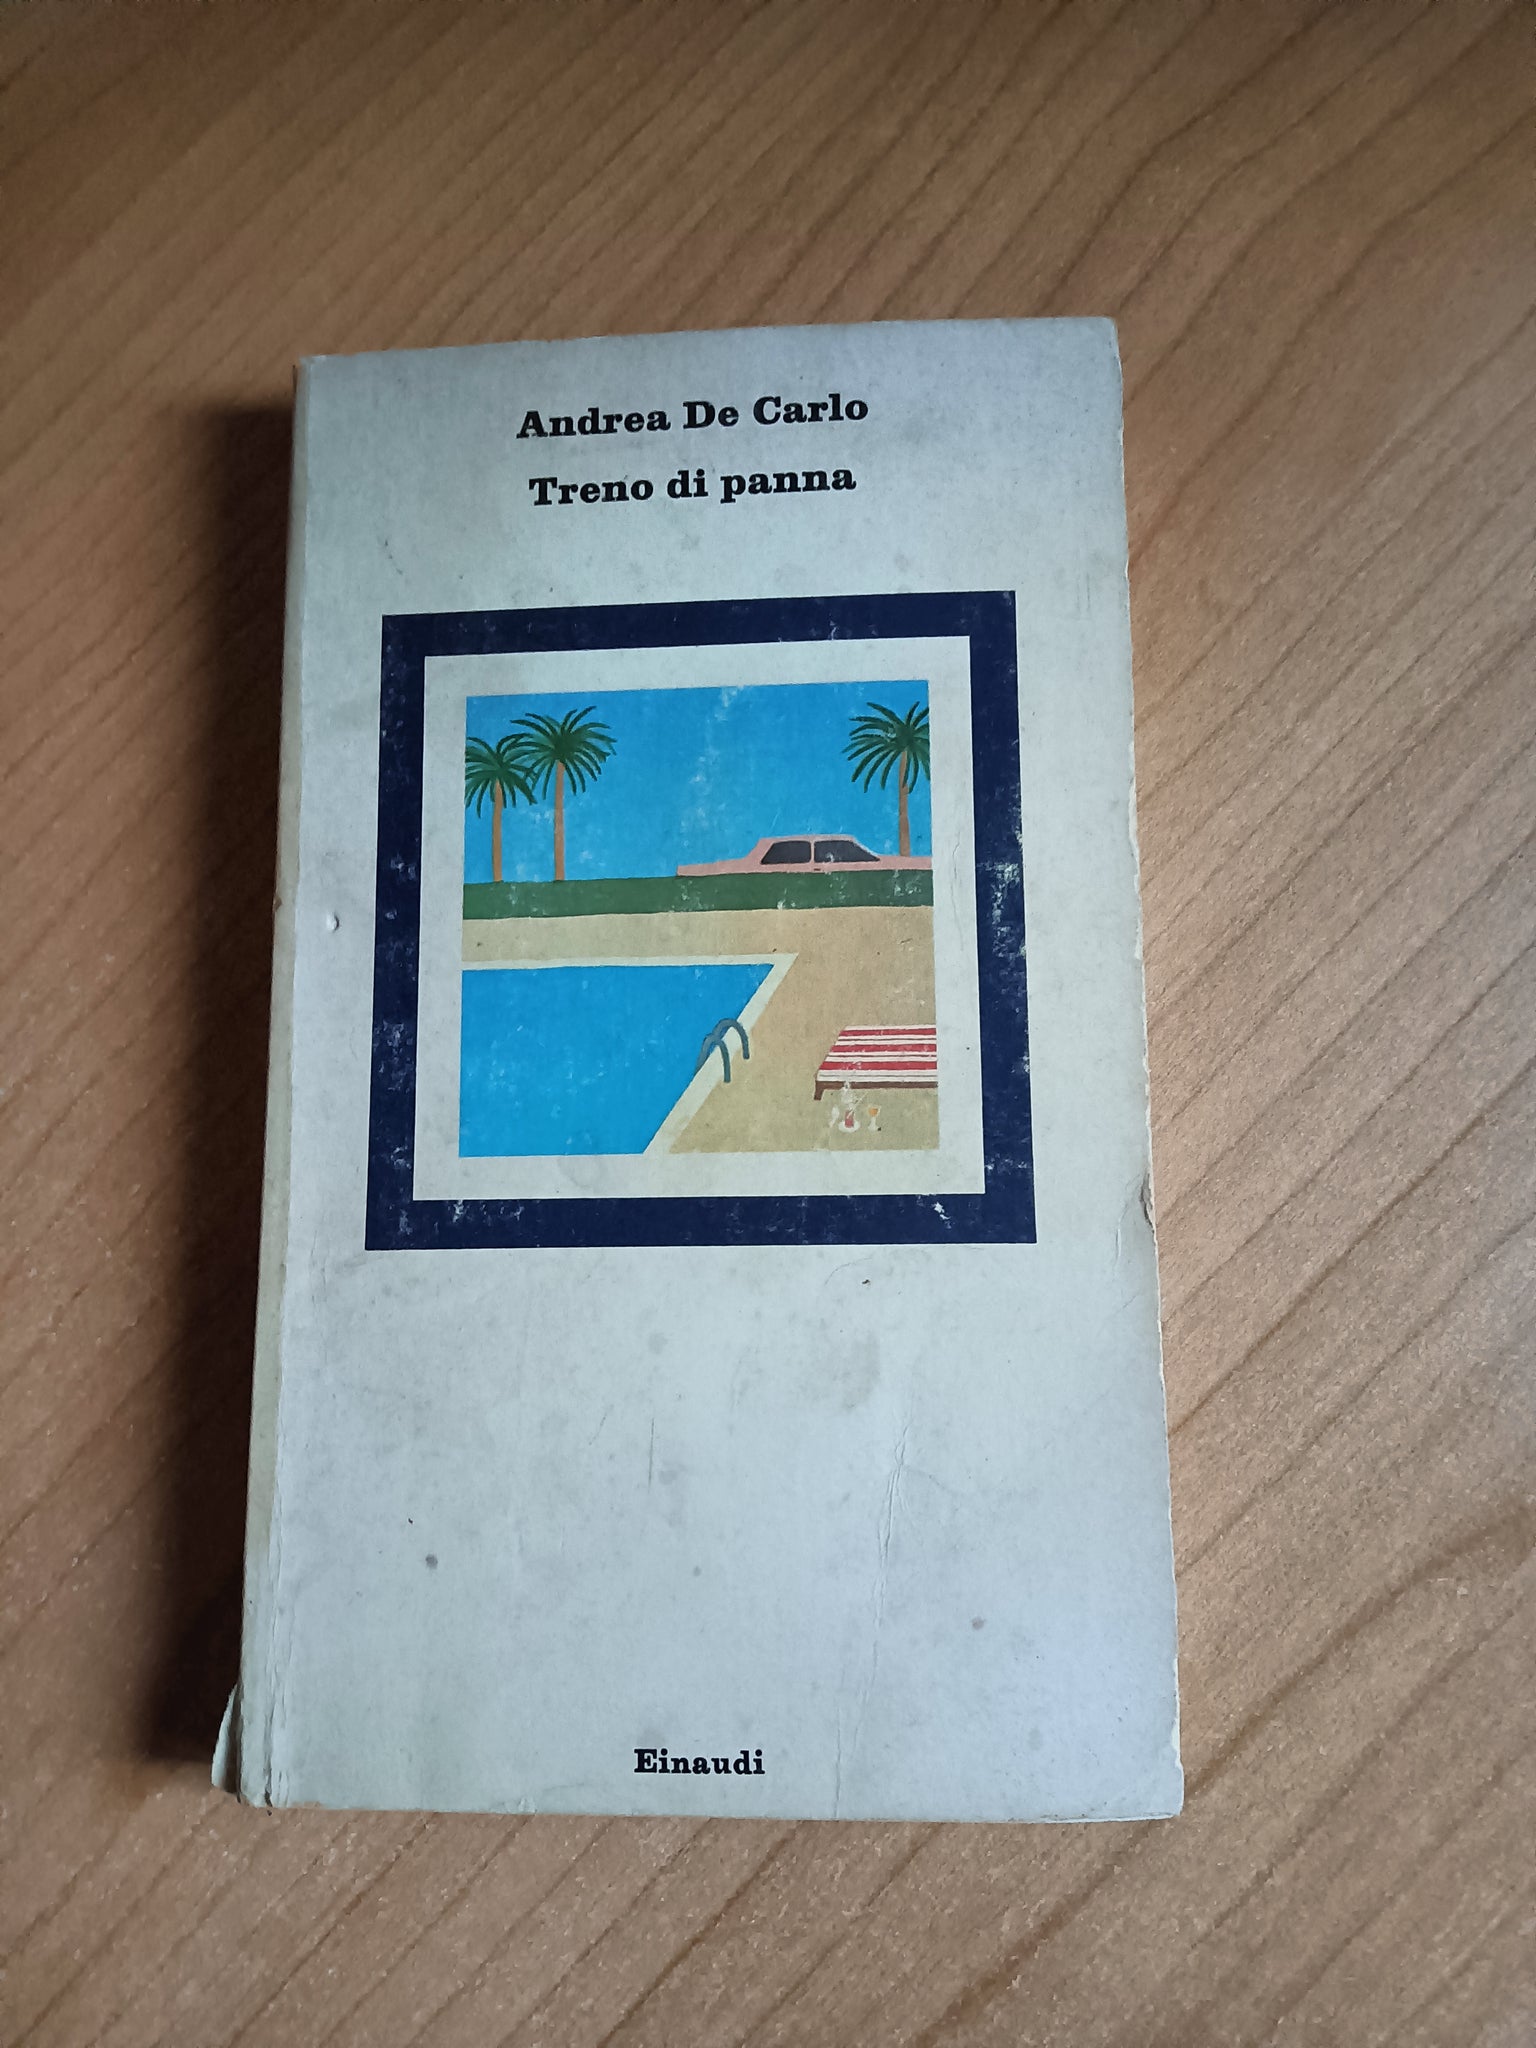 Andrea De Carlo
Treno di panna
Einaudi